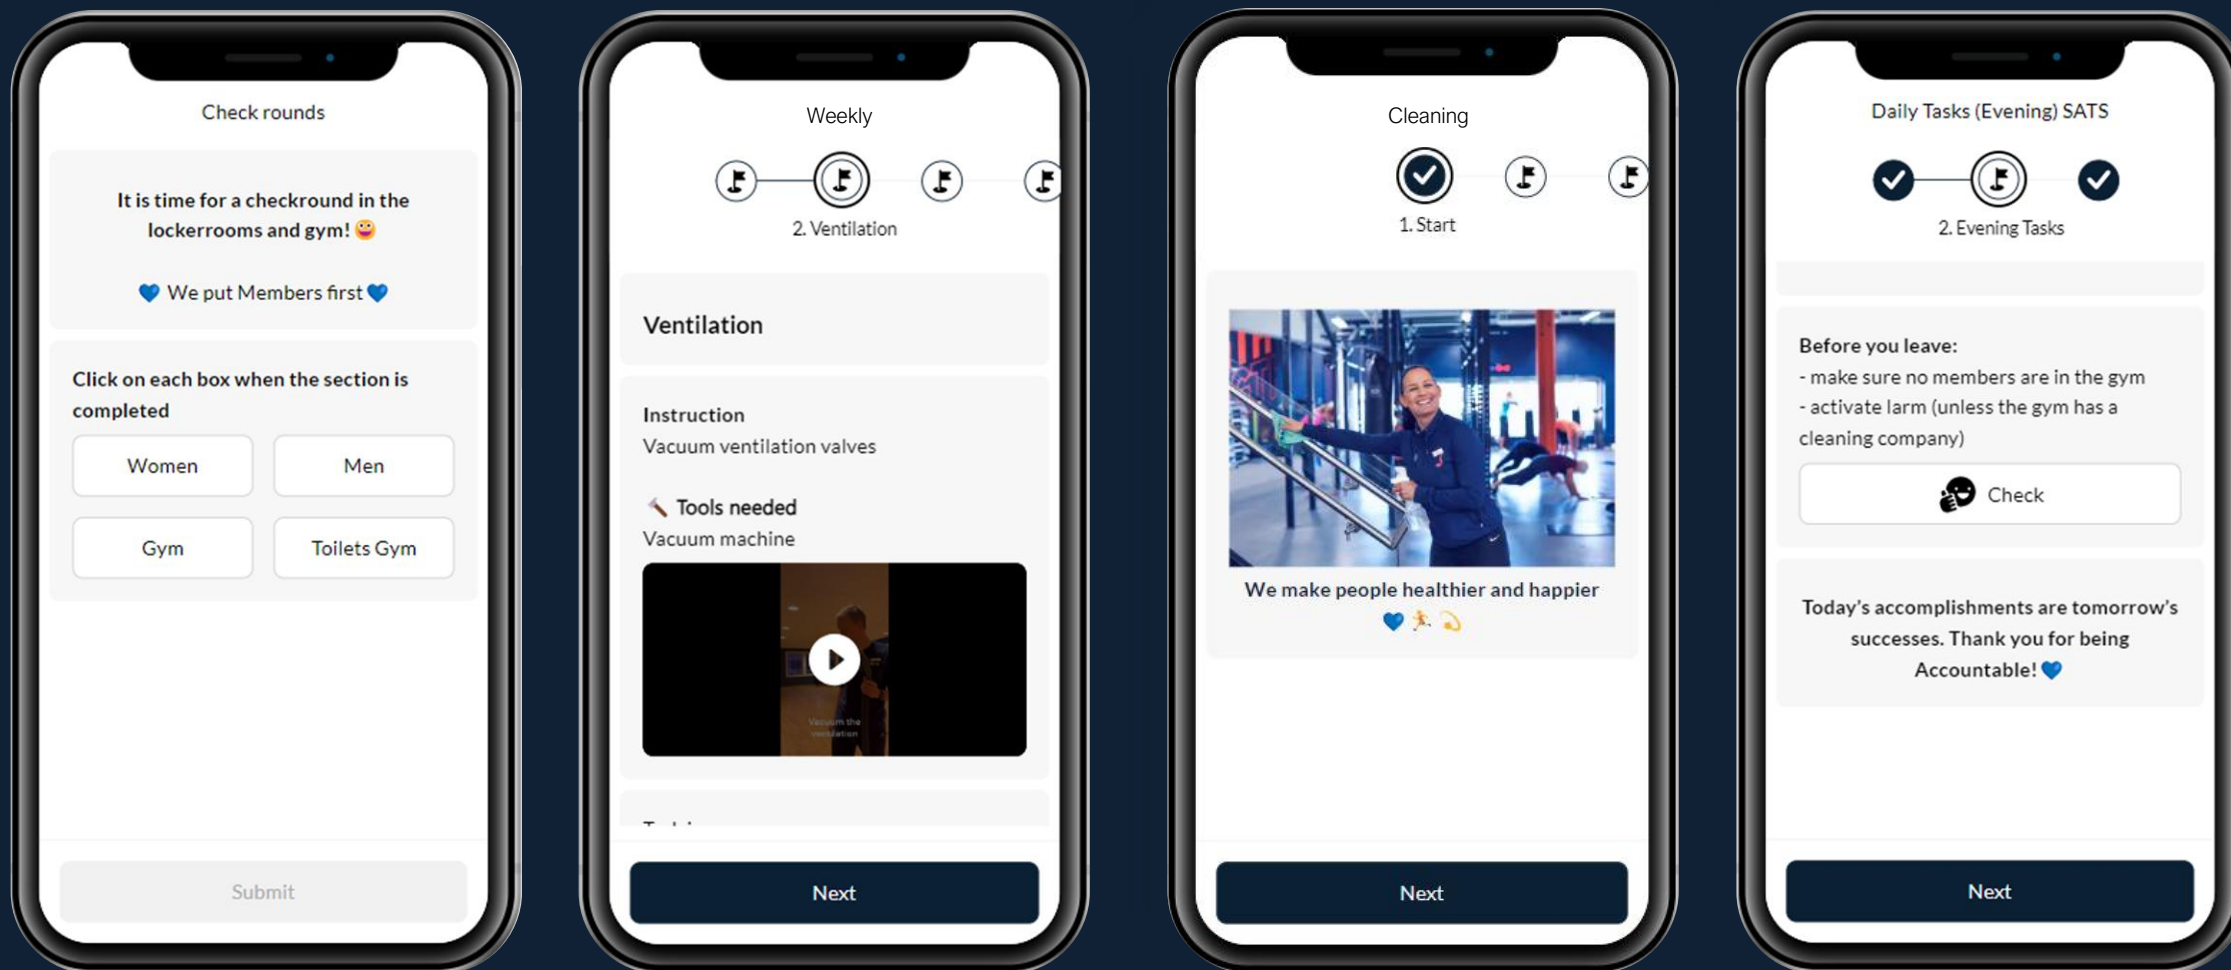 Check rounds
It is time for a checkround in the
lockerrooms and gym! 😀
💙 We put Members first 💙
Click on each box when the section is
completed
Women
Men
Gym
Toilets Gym
Submit
Weekly
2. Ventilation
Ventilation
Instruction
Vacuum ventilation valves
🔨 Tools needed
Vacuum machine
Vacuum the
ventilation
Next
Cleaning
1. Start
We make people healthier and happier
💙 🏃 💫
Next
Daily Tasks (Evening) SATS
2. Evening Tasks
Before you leave:
- make sure no members are in the gym
- activate larm (unless the gym has a
cleaning company)
Check
Today's accomplishments are tomorrow's
successes. Thank you for being
Accountable! 💙
Next